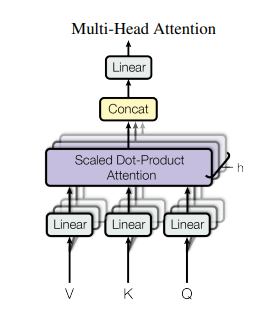 Multi-Head Attention
Linear
Concat
Scaled Dot-Product
Attention
h
Linear Linear Linear
V K Q